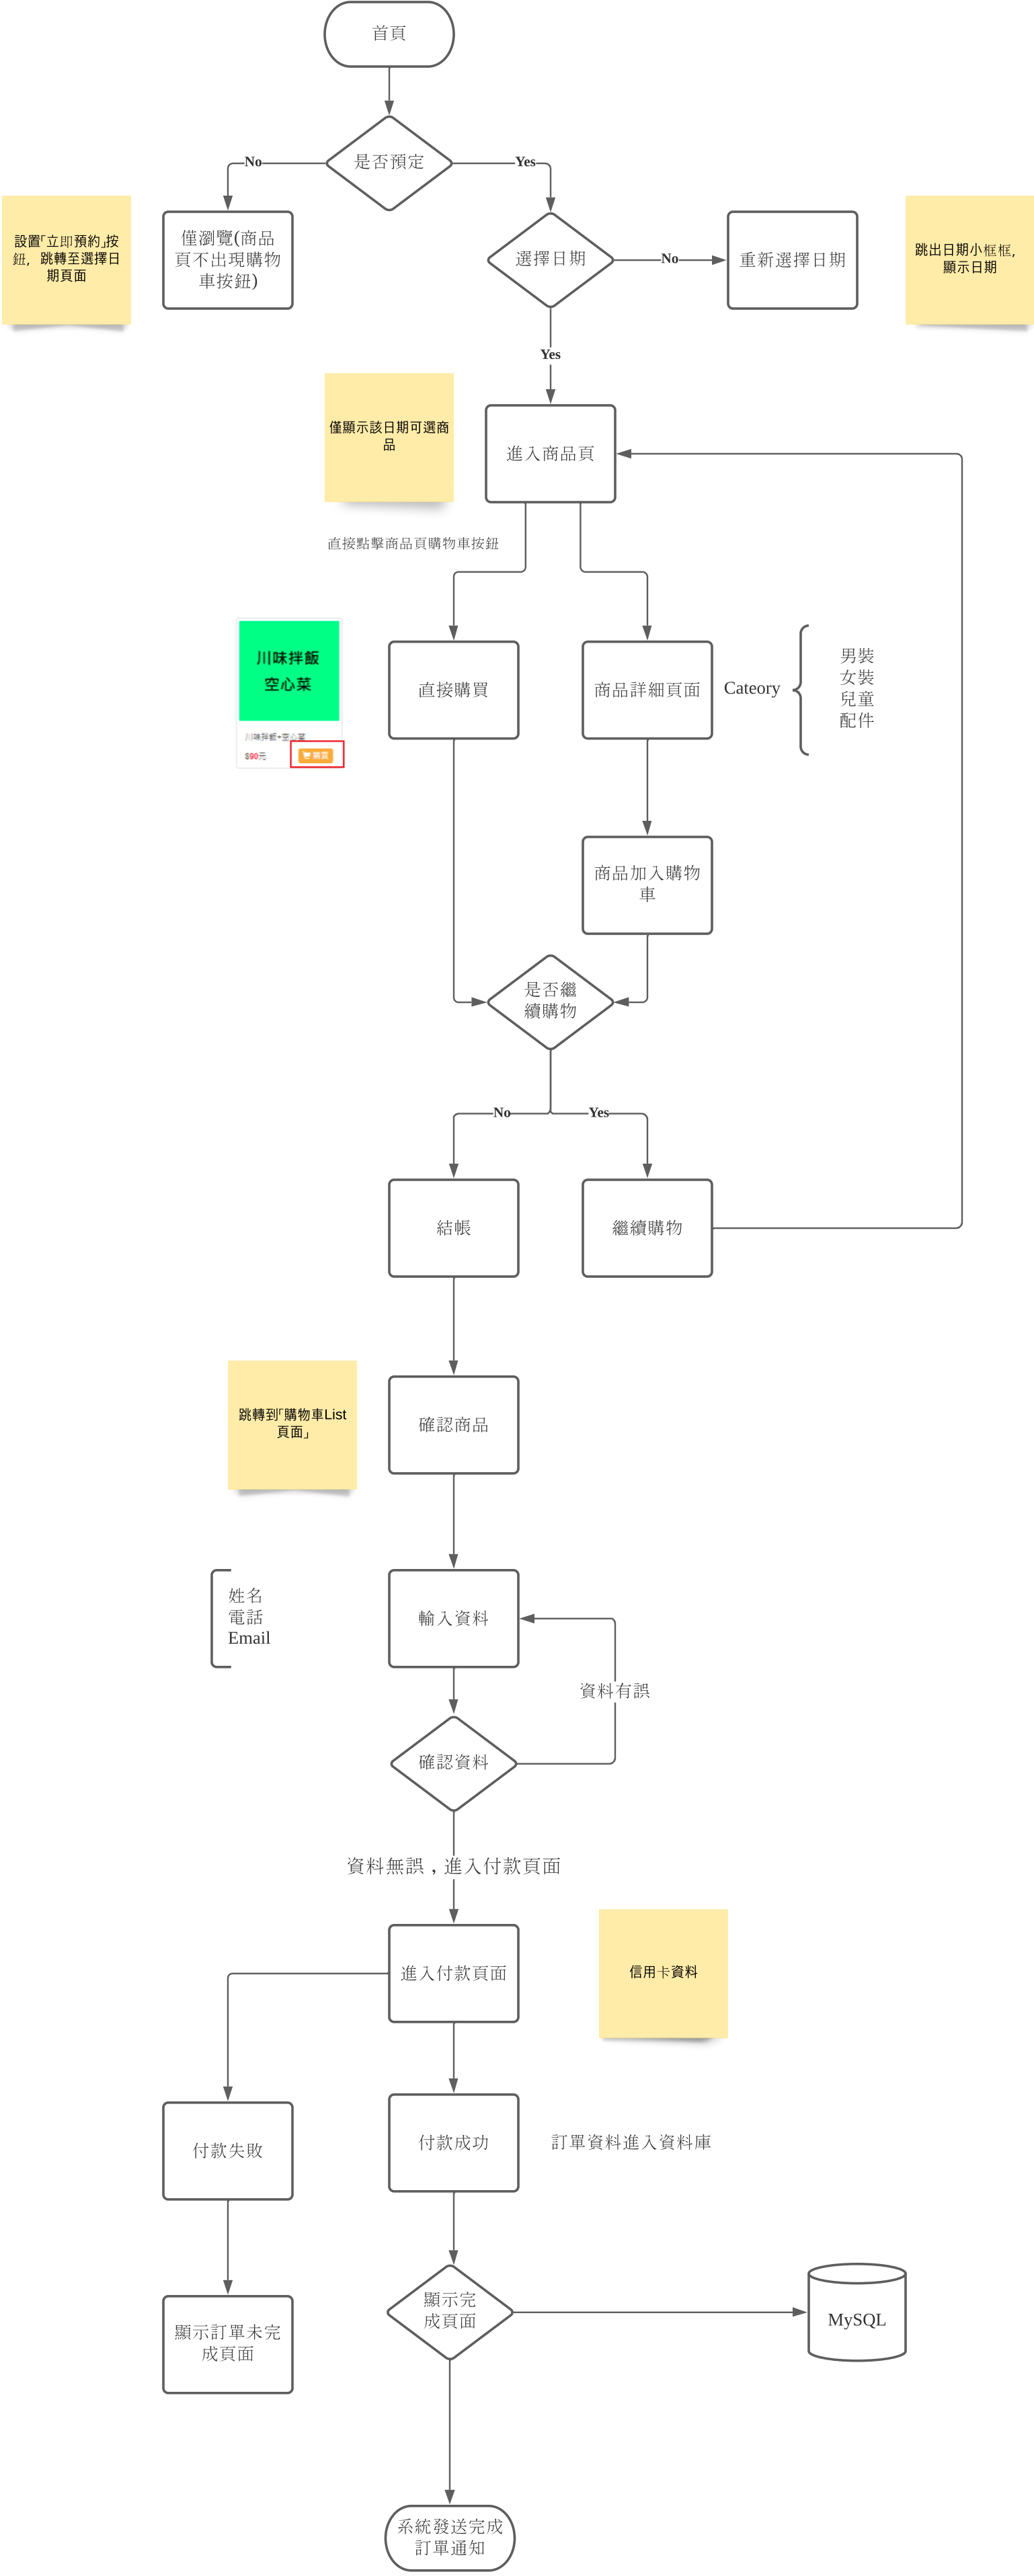 首頁
是否預定
No
Yes
設置「立即預約」按
鈕，跳轉至選擇日
期頁面
僅瀏覽(商品
頁不出現購物
車按鈕)
選擇日期
No
重新選擇日期
跳出日期小框框,
顯示日期
Yes
僅顯示該日期可選商
品
進入商品頁
直接點擊商品頁購物車按鈕
川味拌飯
空心菜
川味拌飯+空心菜
$90元
購買
直接購買
商品詳細頁面
Cateory
男裝
女裝
兒童
配件
商品加入購物
車
是否繼
續購物
No
Yes
結帳
繼續購物
跳轉到「購物車List
頁面」
確認商品
姓名
電話
Email
輸入資料
資料有誤
確認資料
資料無誤，進入付款頁面
進入付款頁面
信用卡資料
付款失敗
付款成功
訂單資料進入資料庫
顯示訂單未完
成頁面
顯示完
成頁面
MySQL
系統發送完成
訂單通知